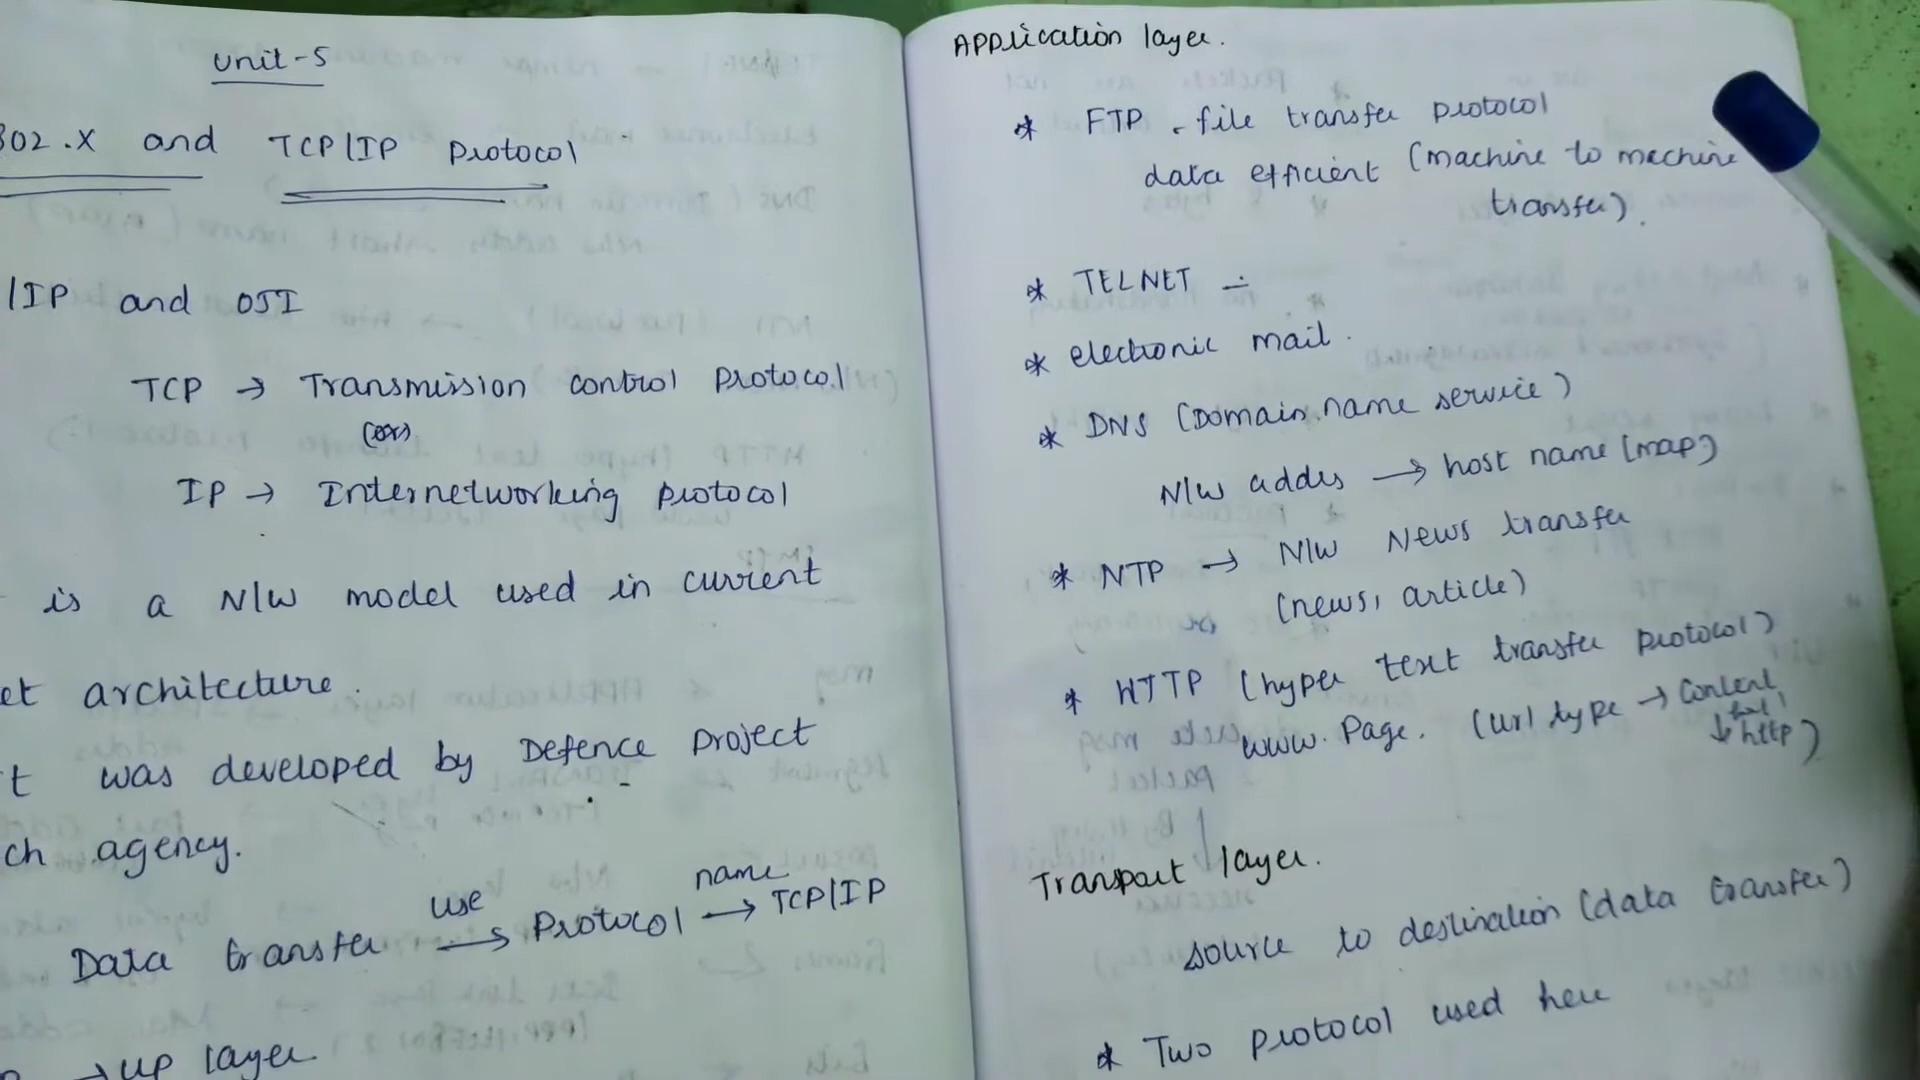 Unit-5
802.X and TCP/IP Protocol
/IP and OSI
TCP → Transmission control Protocol
(or)
IP → Internetworking protocol
is a N/W model used in current
et architecture.
t was developed by Defence project
ch agency.
Data transfer use → Protocol name → TCP/IP
→ up layer
Application layer.
* FTP - file transfer protocol
data efficient (machine to mechine
transfer).
* TELNET -
* electronic mail.
* DNS (Domain name service)
N/W addes → host name (map)
* NTP → N/W News transfer
(news, article)
* HTTP (hyper text transfer protocol)
www. Page. (url type → content,
↓ http)
Transport layer.
source to destination (data transfer)
* Two protocol used here